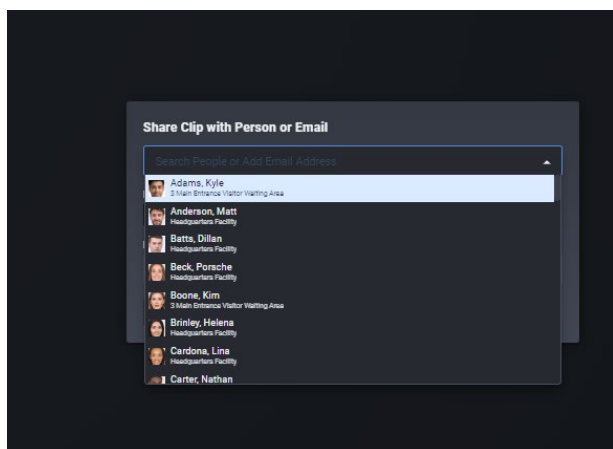 Share Clip with Person or Email
Search People or Add Email Address
Adams, Kyle
3 Main Entrance Visitor Waiting Area
Anderson, Matt
Headquarters Facility
Batts, Dillan
Headquarters Facility
Beck, Porsche
Headquarters Facility
Boone, Kim
3 Main Entrance Visitor Waiting Area
Brinley, Helena
Headquarters Facility
Cardona, Lina
Headquarters Facility
Carter, Nathan